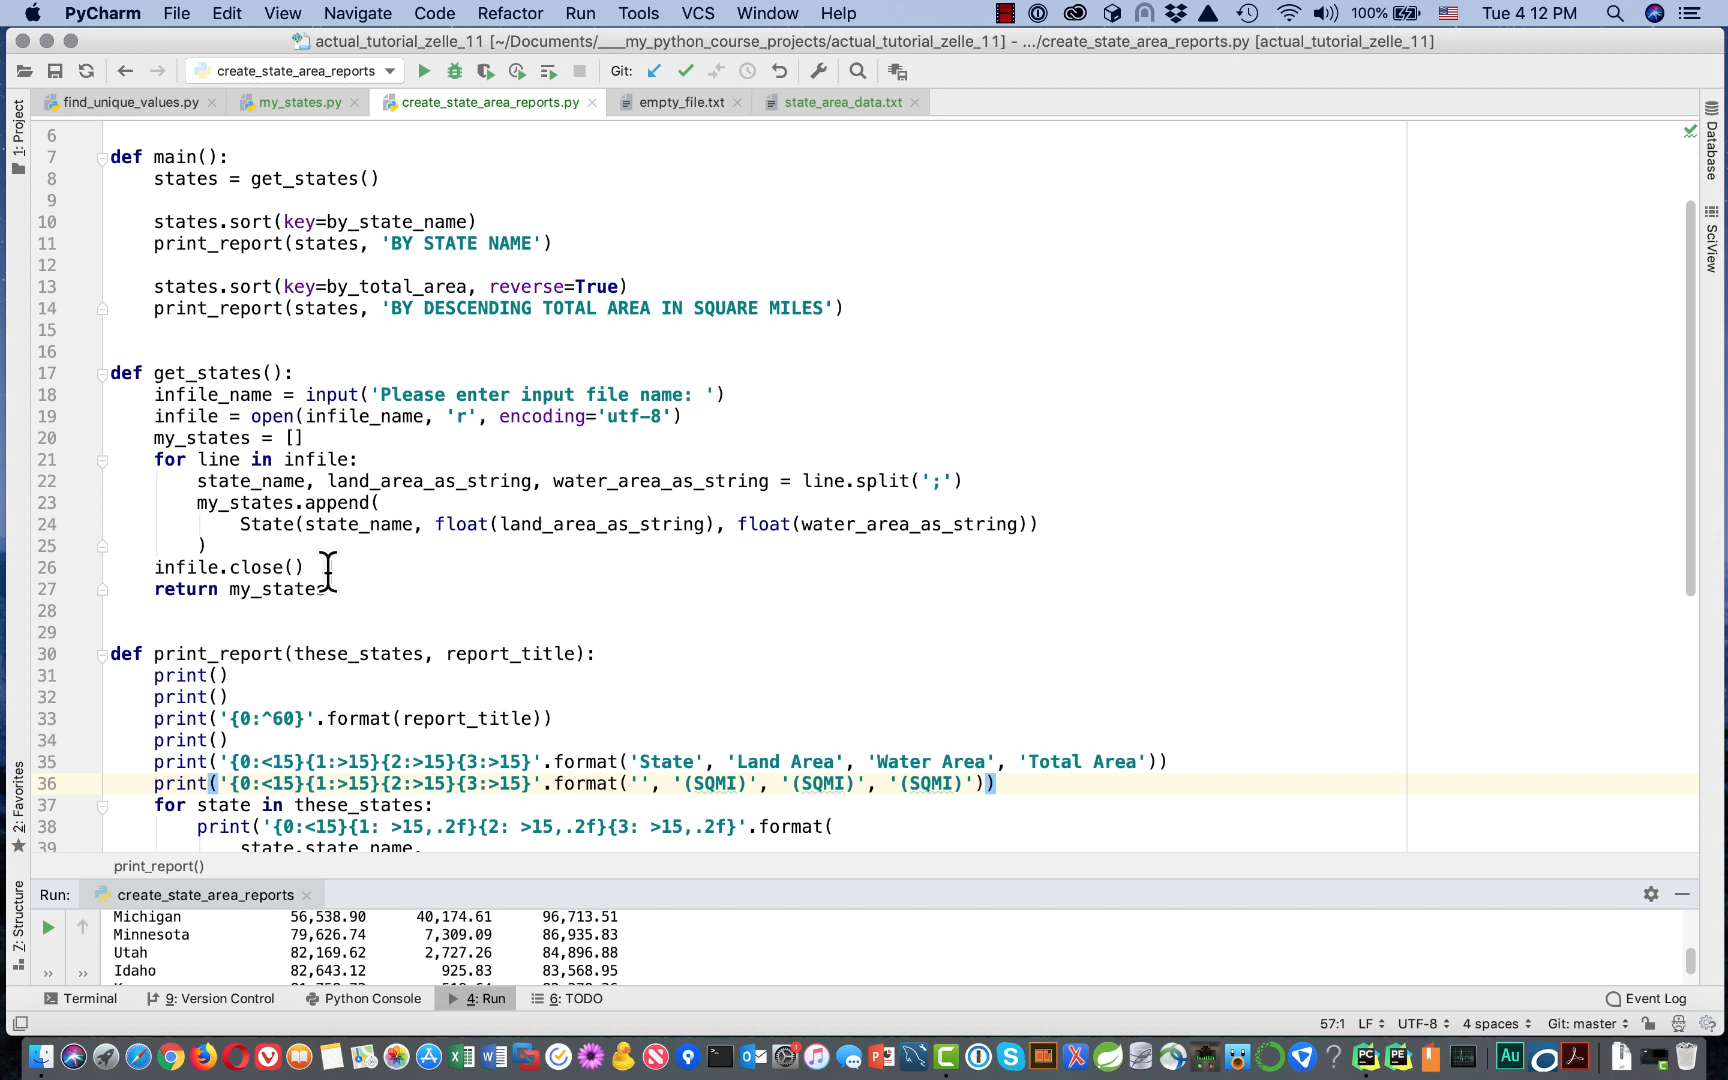 PyCharm File Edit View Navigate Code Refactor Run Tools VCS Window Help 100% Tue 4 12 PM
actual_tutorial_zelle_11 [~/Documents/___my_python_course_projects/actual_tutorial_zelle_11] - .../create_state_area_reports.py [actual_tutorial_zelle_11]
create_state_area_reports Git:
find_unique_values.py my_states.py create_state_area_reports.py empty_file.txt state_area_data.txt
1: Project
Database
SciView
6
7 def main():
8 states = get_states()
9
10 states.sort(key=by_state_name)
11 print_report(states, 'BY STATE NAME')
12
13 states.sort(key=by_total_area, reverse=True)
14 print_report(states, 'BY DESCENDING TOTAL AREA IN SQUARE MILES')
15
16
17 def get_states():
18 infile_name = input('Please enter input file name: ')
19 infile = open(infile_name, 'r', encoding='utf-8')
20 my_states = []
21 for line in infile:
22 state_name, land_area_as_string, water_area_as_string = line.split(';')
23 my_states.append(
24 State(state_name, float(land_area_as_string), float(water_area_as_string))
25 )
26 infile.close()
27 return my_states
28
29
30 def print_report(these_states, report_title):
31 print()
32 print()
33 print('{0:^60}'.format(report_title))
34 print()
35 print('{0:<15}{1:>15}{2:>15}{3:>15}'.format('State', 'Land Area', 'Water Area', 'Total Area'))
36 print('{0:<15}{1:>15}{2:>15}{3:>15}'.format('', '(SQMI)', '(SQMI)', '(SQMI)'))
37 for state in these_states:
38 print('{0:<15}{1: >15,.2f}{2: >15,.2f}{3: >15,.2f}'.format(
39 state.state_name,
print_report()
2: Favorites
7: Structure
Run: create_state_area_reports
Michigan 56,538.90 40,174.61 96,713.51
Minnesota 79,626.74 7,309.09 86,935.83
Utah 82,169.62 2,727.26 84,896.88
Idaho 82,643.12 925.83 83,568.95
Terminal 9: Version Control Python Console 4: Run 6: TODO Event Log
57:1 LF UTF-8 4 spaces Git: master